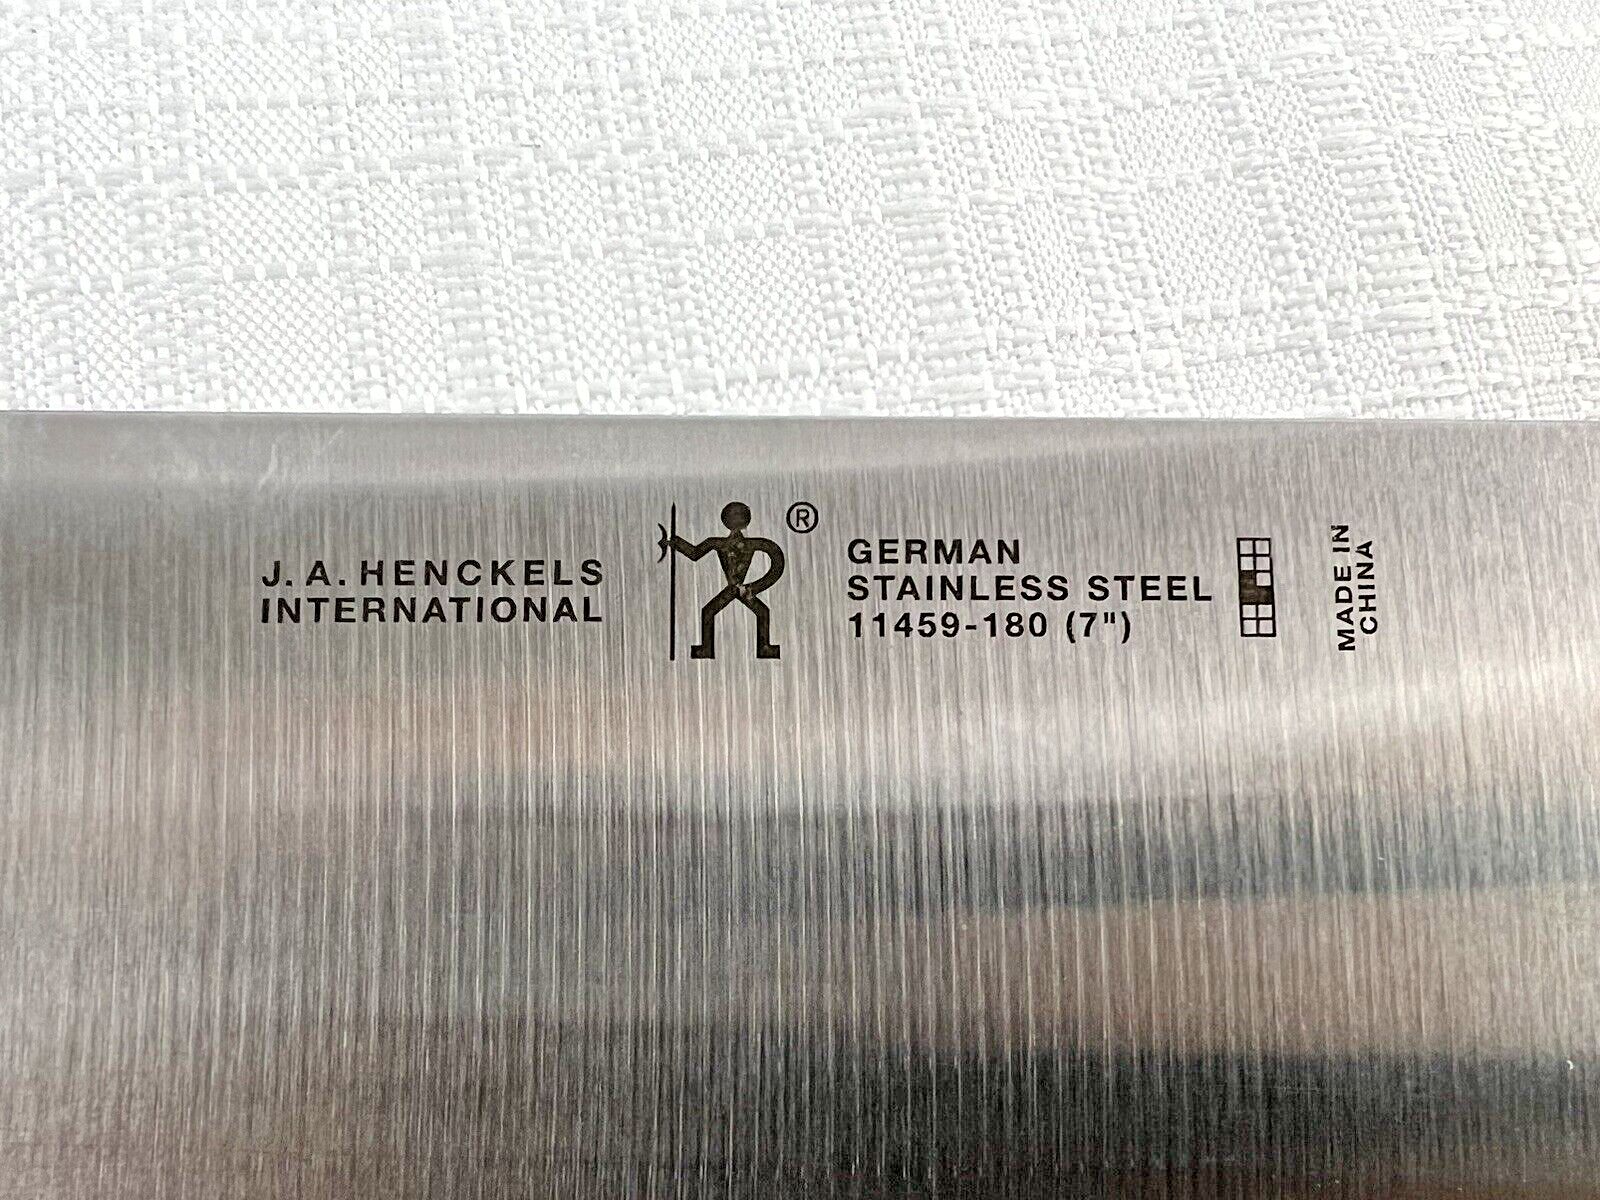 J. A. HENCKELS
INTERNATIONAL
®
GERMAN
STAINLESS STEEL
11459-180 (7")
MADE IN
CHINA